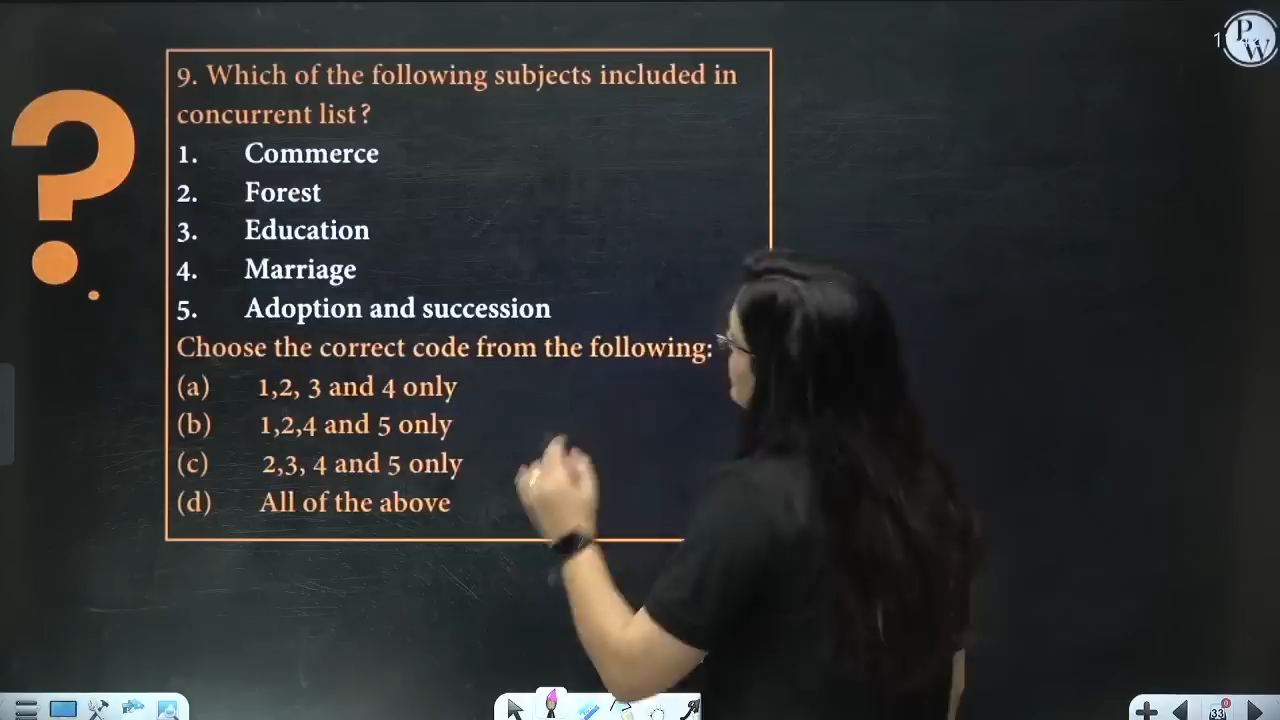 9. Which of the following subjects included in
concurrent list?
1. Commerce
2. Forest
3. Education
4. Marriage
5. Adoption and succession
Choose the correct code from the following:
(a) 1,2, 3 and 4 only
(b) 1,2,4 and 5 only
(c) 2,3, 4 and 5 only
(d) All of the above
P
W
33